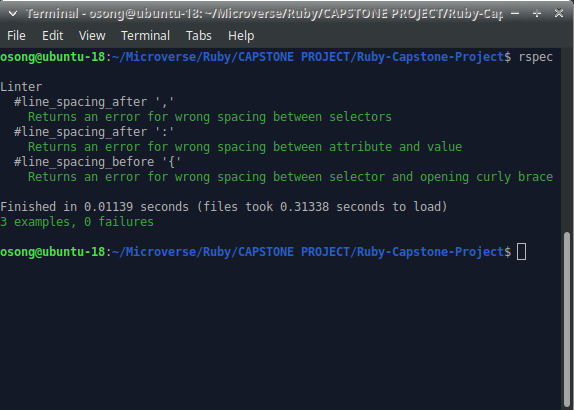 Terminal - osong@ubuntu-18: ~/Microverse/Ruby/CAPSTONE PROJECT/Ruby-Cap
File Edit View Terminal Tabs Help
osong@ubuntu-18:~/Microverse/Ruby/CAPSTONE PROJECT/Ruby-Capstone-Project$ rspec
Linter
#line_spacing_after ','
Returns an error for wrong spacing between selectors
#line_spacing_after ':'
Returns an error for wrong spacing between attribute and value
#line_spacing_before '{'
Returns an error for wrong spacing between selector and opening curly brace
Finished in 0.01139 seconds (files took 0.31338 seconds to load)
3 examples, 0 failures
osong@ubuntu-18:~/Microverse/Ruby/CAPSTONE PROJECT/Ruby-Capstone-Project$